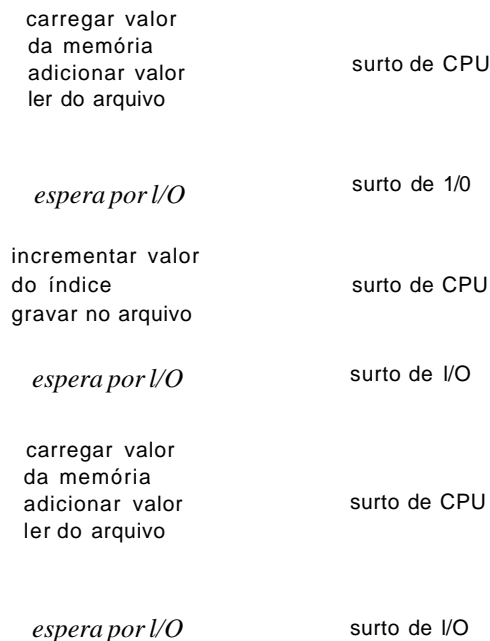 carregar valor
da memória
adicionar valor
ler do arquivo
surto de CPU
espera por l/O
surto de 1/0
incrementar valor
do índice
gravar no arquivo
surto de CPU
espera por l/O
surto de I/O
carregar valor
da memória
adicionar valor
ler do arquivo
surto de CPU
espera por l/O
surto de I/O